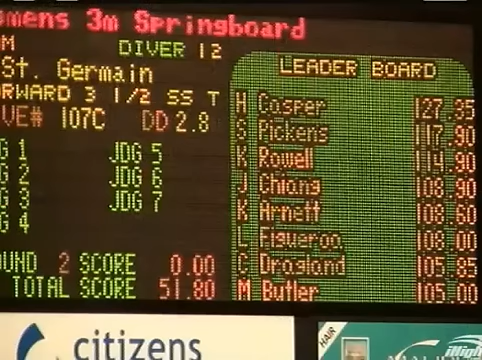 mens 3m Springboard
M DIVER 12
St. Germain
ORWARD 3 1/2 SS T
VE# 107C DD 2.8
G 1 JDG 5
G 2 JDG 6
G 3 JDG 7
G 4
UND 2 SCORE 0.00
TOTAL SCORE 51.80
LEADER BOARD
H Casper 127.35
S Pickens 117.90
K Rowell 114.90
J Chiang 108.90
K Arnett 108.60
L Figueroa 108.00
C Dragland 105.85
M Butler 105.00
citizens
HAIR